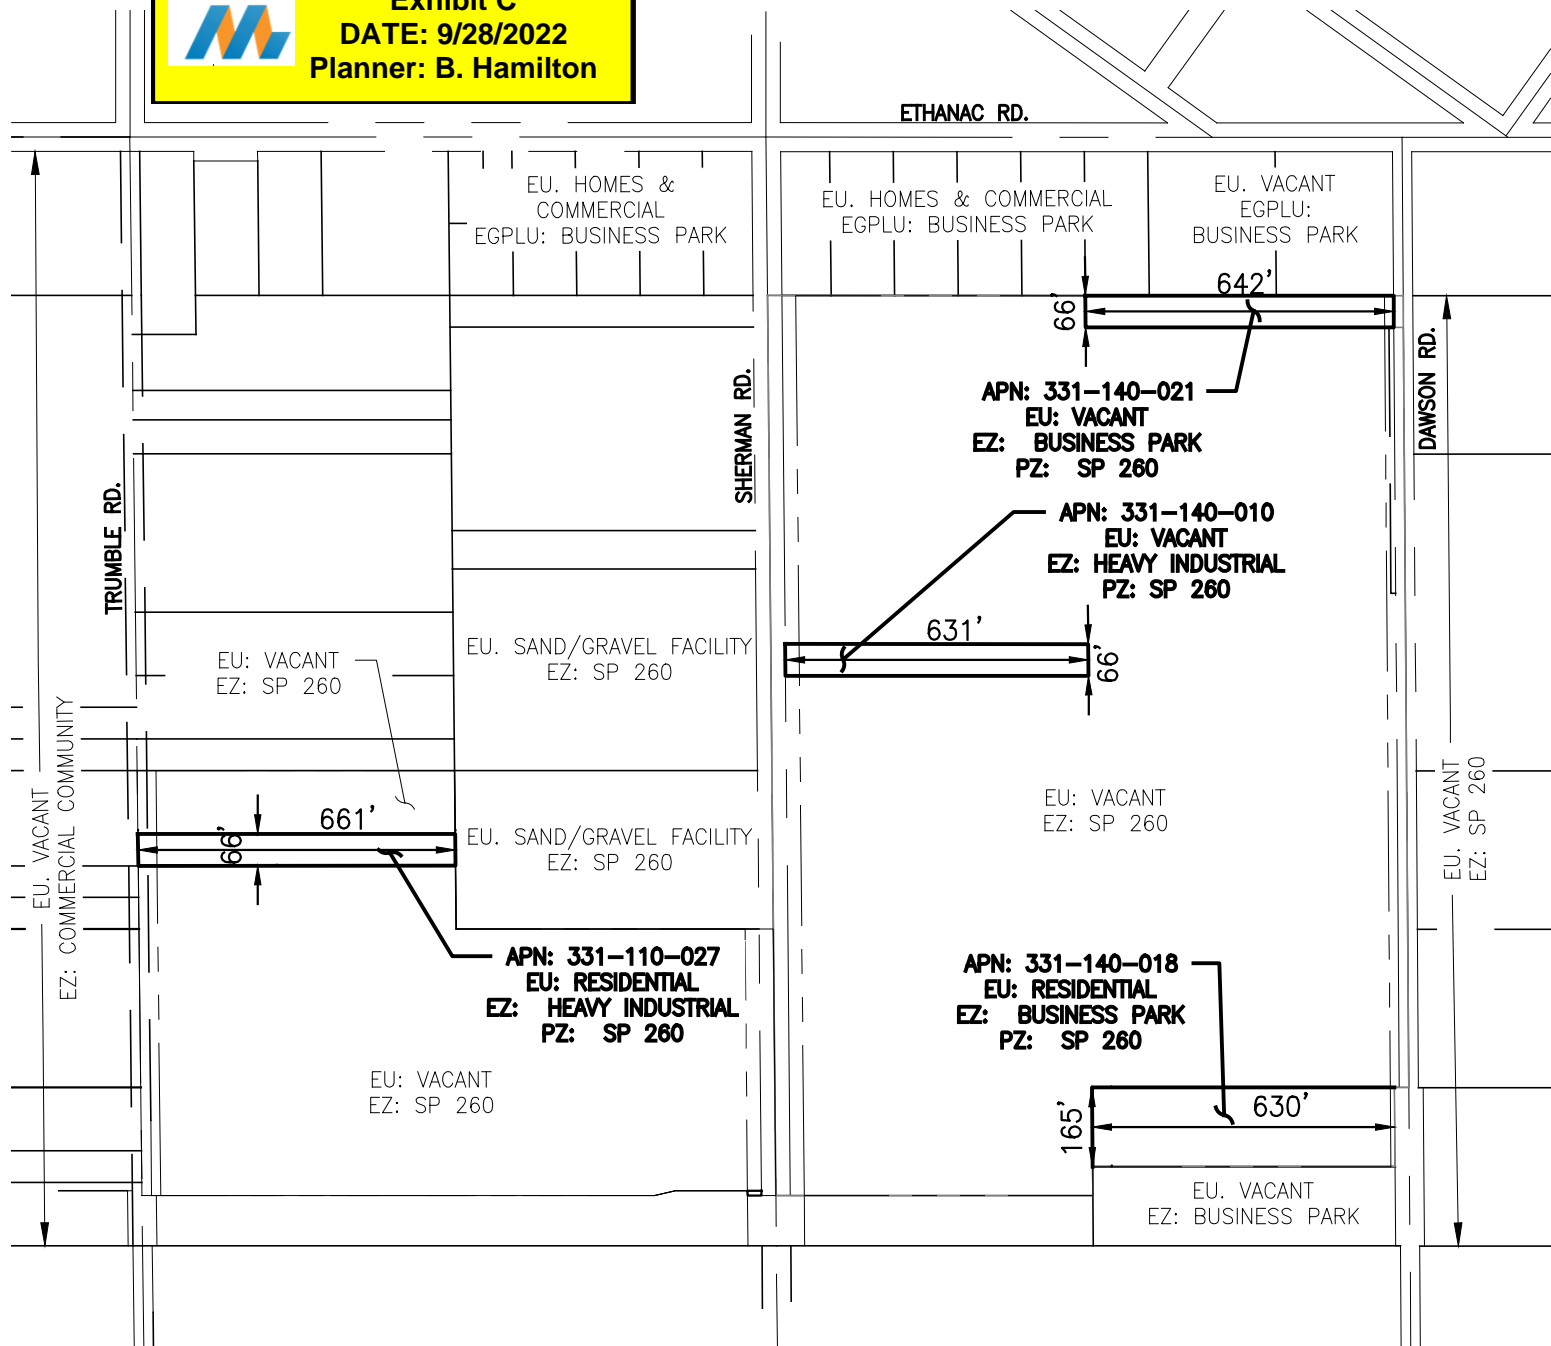 Exhibit C
DATE: 9/28/2022
Planner: B. Hamilton
ETHANAC RD.
EU. HOMES &
COMMERCIAL
EGPLU: BUSINESS PARK
EU. HOMES & COMMERCIAL
EGPLU: BUSINESS PARK
EU. VACANT
EGPLU:
BUSINESS PARK
642'
66'
DAWSON RD.
SHERMAN RD.
TRUMBLE RD.
APN: 331-140-021
EU: VACANT
EZ: BUSINESS PARK
PZ: SP 260
APN: 331-140-010
EU: VACANT
EZ: HEAVY INDUSTRIAL
PZ: SP 260
631'
66'
EU: VACANT
EZ: SP 260
EU. SAND/GRAVEL FACILITY
EZ: SP 260
EU. VACANT
EZ: COMMERCIAL COMMUNITY
EU: VACANT
EZ: SP 260
EU. VACANT
EZ: SP 260
661'
66'
EU. SAND/GRAVEL FACILITY
EZ: SP 260
APN: 331-110-027
EU: RESIDENTIAL
EZ: HEAVY INDUSTRIAL
PZ: SP 260
APN: 331-140-018
EU: RESIDENTIAL
EZ: BUSINESS PARK
PZ: SP 260
EU: VACANT
EZ: SP 260
165'
630'
EU. VACANT
EZ: BUSINESS PARK